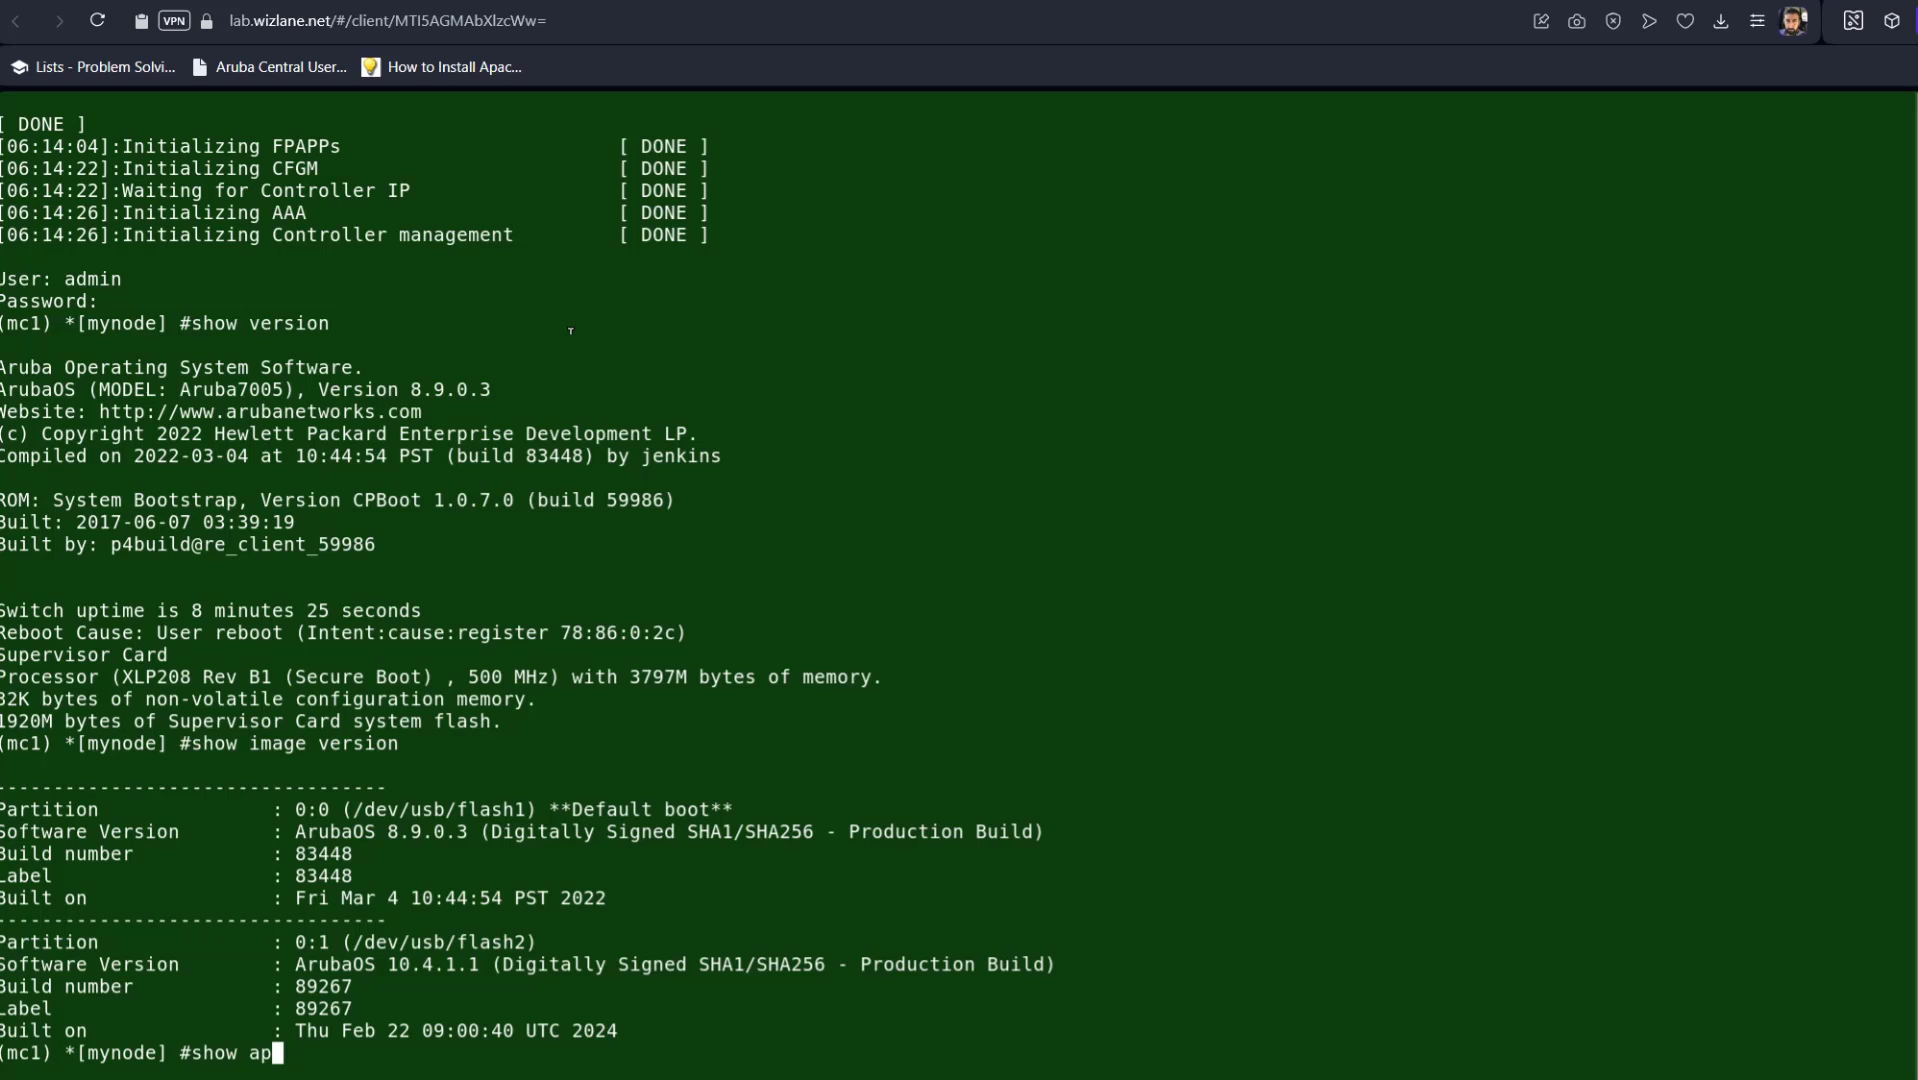 VPN lab.wizlane.net/#/client/MTI5AGMAbXlzcWw=
Lists - Problem Solvi... Aruba Central User... How to Install Apac...
[ DONE ]
[06:14:04]:Initializing FPAPPs [ DONE ]
[06:14:22]:Initializing CFGM [ DONE ]
[06:14:22]:Waiting for Controller IP [ DONE ]
[06:14:26]:Initializing AAA [ DONE ]
[06:14:26]:Initializing Controller management [ DONE ]
User: admin
Password:
(mc1) *[mynode] #show version
Aruba Operating System Software.
ArubaOS (MODEL: Aruba7005), Version 8.9.0.3
Website: http://www.arubanetworks.com
(c) Copyright 2022 Hewlett Packard Enterprise Development LP.
Compiled on 2022-03-04 at 10:44:54 PST (build 83448) by jenkins
ROM: System Bootstrap, Version CPBoot 1.0.7.0 (build 59986)
Built: 2017-06-07 03:39:19
Built by: p4build@re_client_59986
Switch uptime is 8 minutes 25 seconds
Reboot Cause: User reboot (Intent:cause:register 78:86:0:2c)
Supervisor Card
Processor (XLP208 Rev B1 (Secure Boot) , 500 MHz) with 3797M bytes of memory.
32K bytes of non-volatile configuration memory.
1920M bytes of Supervisor Card system flash.
(mc1) *[mynode] #show image version
----------------------------------
Partition : 0:0 (/dev/usb/flash1) **Default boot**
Software Version : ArubaOS 8.9.0.3 (Digitally Signed SHA1/SHA256 - Production Build)
Build number : 83448
Label : 83448
Built on : Fri Mar 4 10:44:54 PST 2022
----------------------------------
Partition : 0:1 (/dev/usb/flash2)
Software Version : ArubaOS 10.4.1.1 (Digitally Signed SHA1/SHA256 - Production Build)
Build number : 89267
Label : 89267
Built on : Thu Feb 22 09:00:40 UTC 2024
(mc1) *[mynode] #show ap